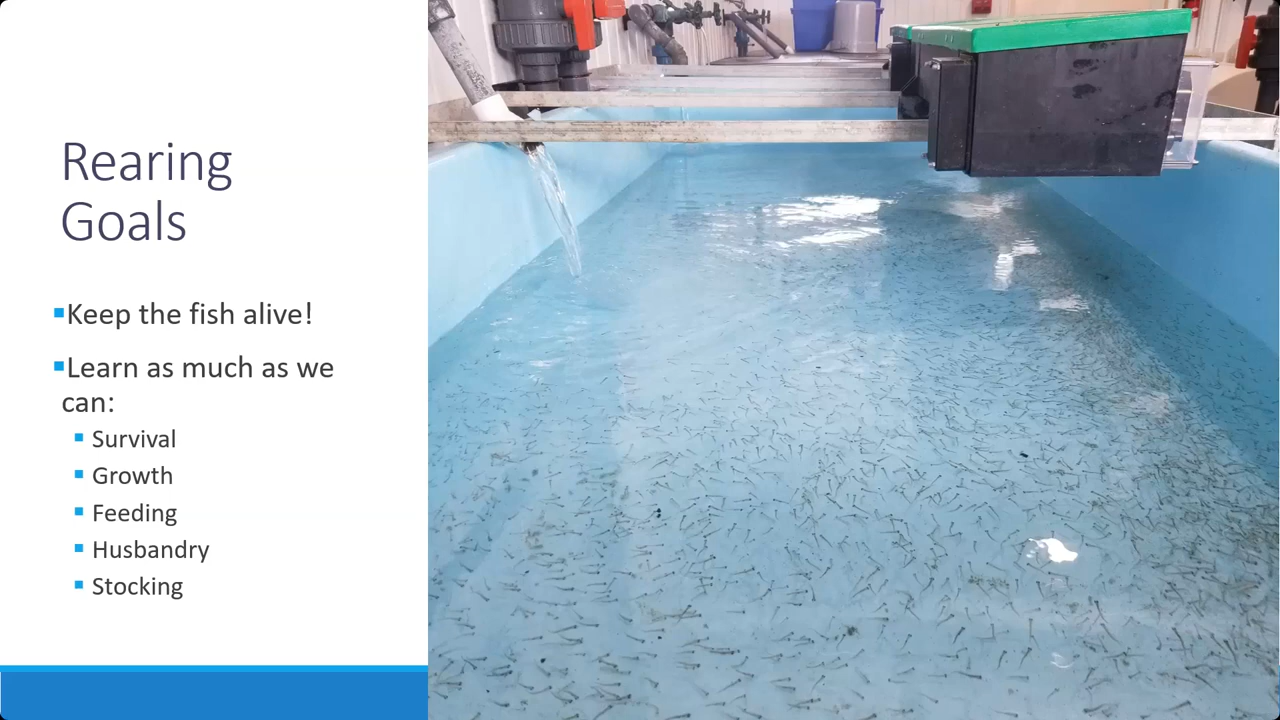 Rearing
Goals
Keep the fish alive!
Learn as much as we
can:
Survival
Growth
Feeding
Husbandry
Stocking